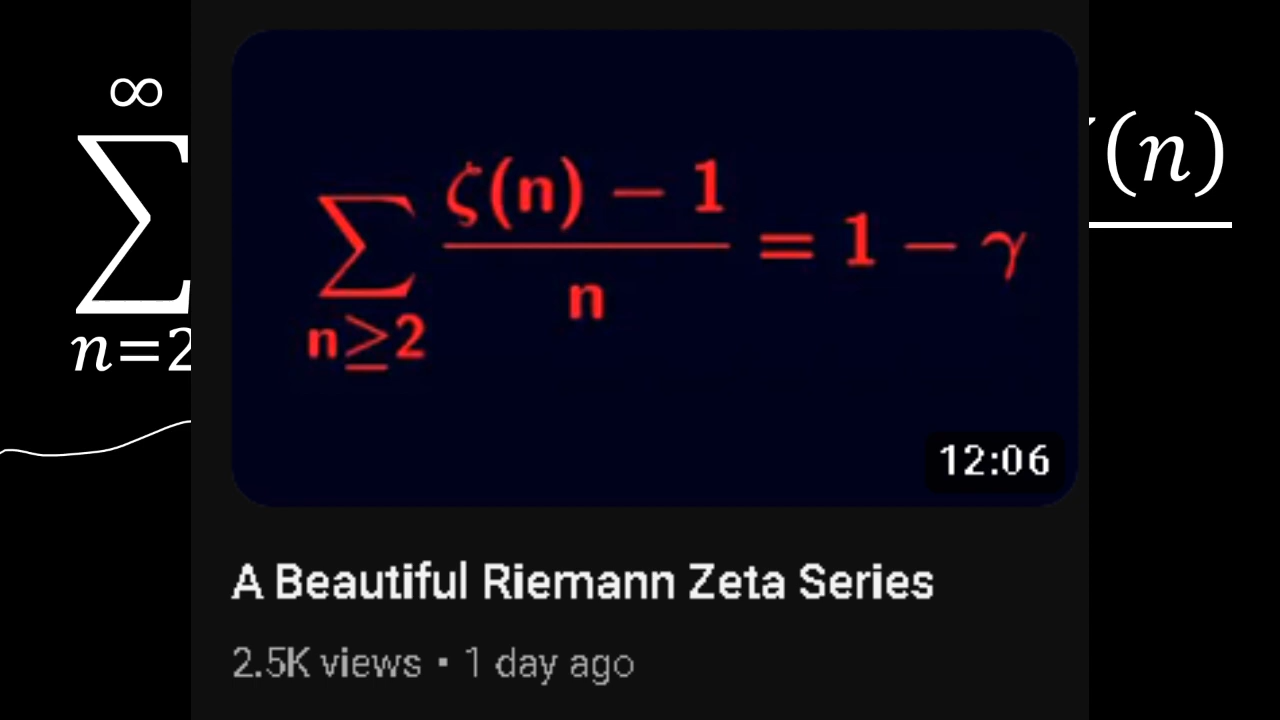 ∞
∑
n=2
(n)
ζ(n) − 1
∑ = 1 − γ
n
n≥2
12:06
A Beautiful Riemann Zeta Series
2.5K views • 1 day ago